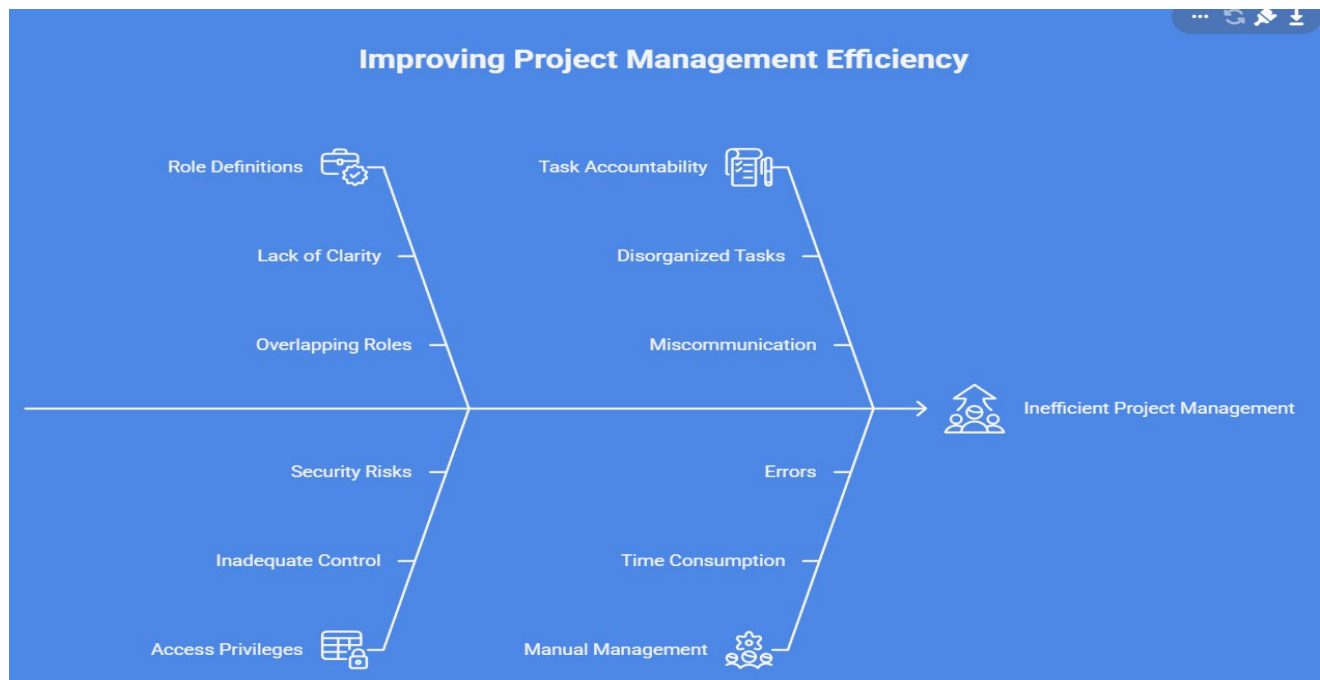 Improving Project Management Efficiency
Role Definitions
Task Accountability
Lack of Clarity
Disorganized Tasks
Overlapping Roles
Miscommunication
Inefficient Project Management
Security Risks
Errors
Inadequate Control
Time Consumption
Access Privileges
Manual Management